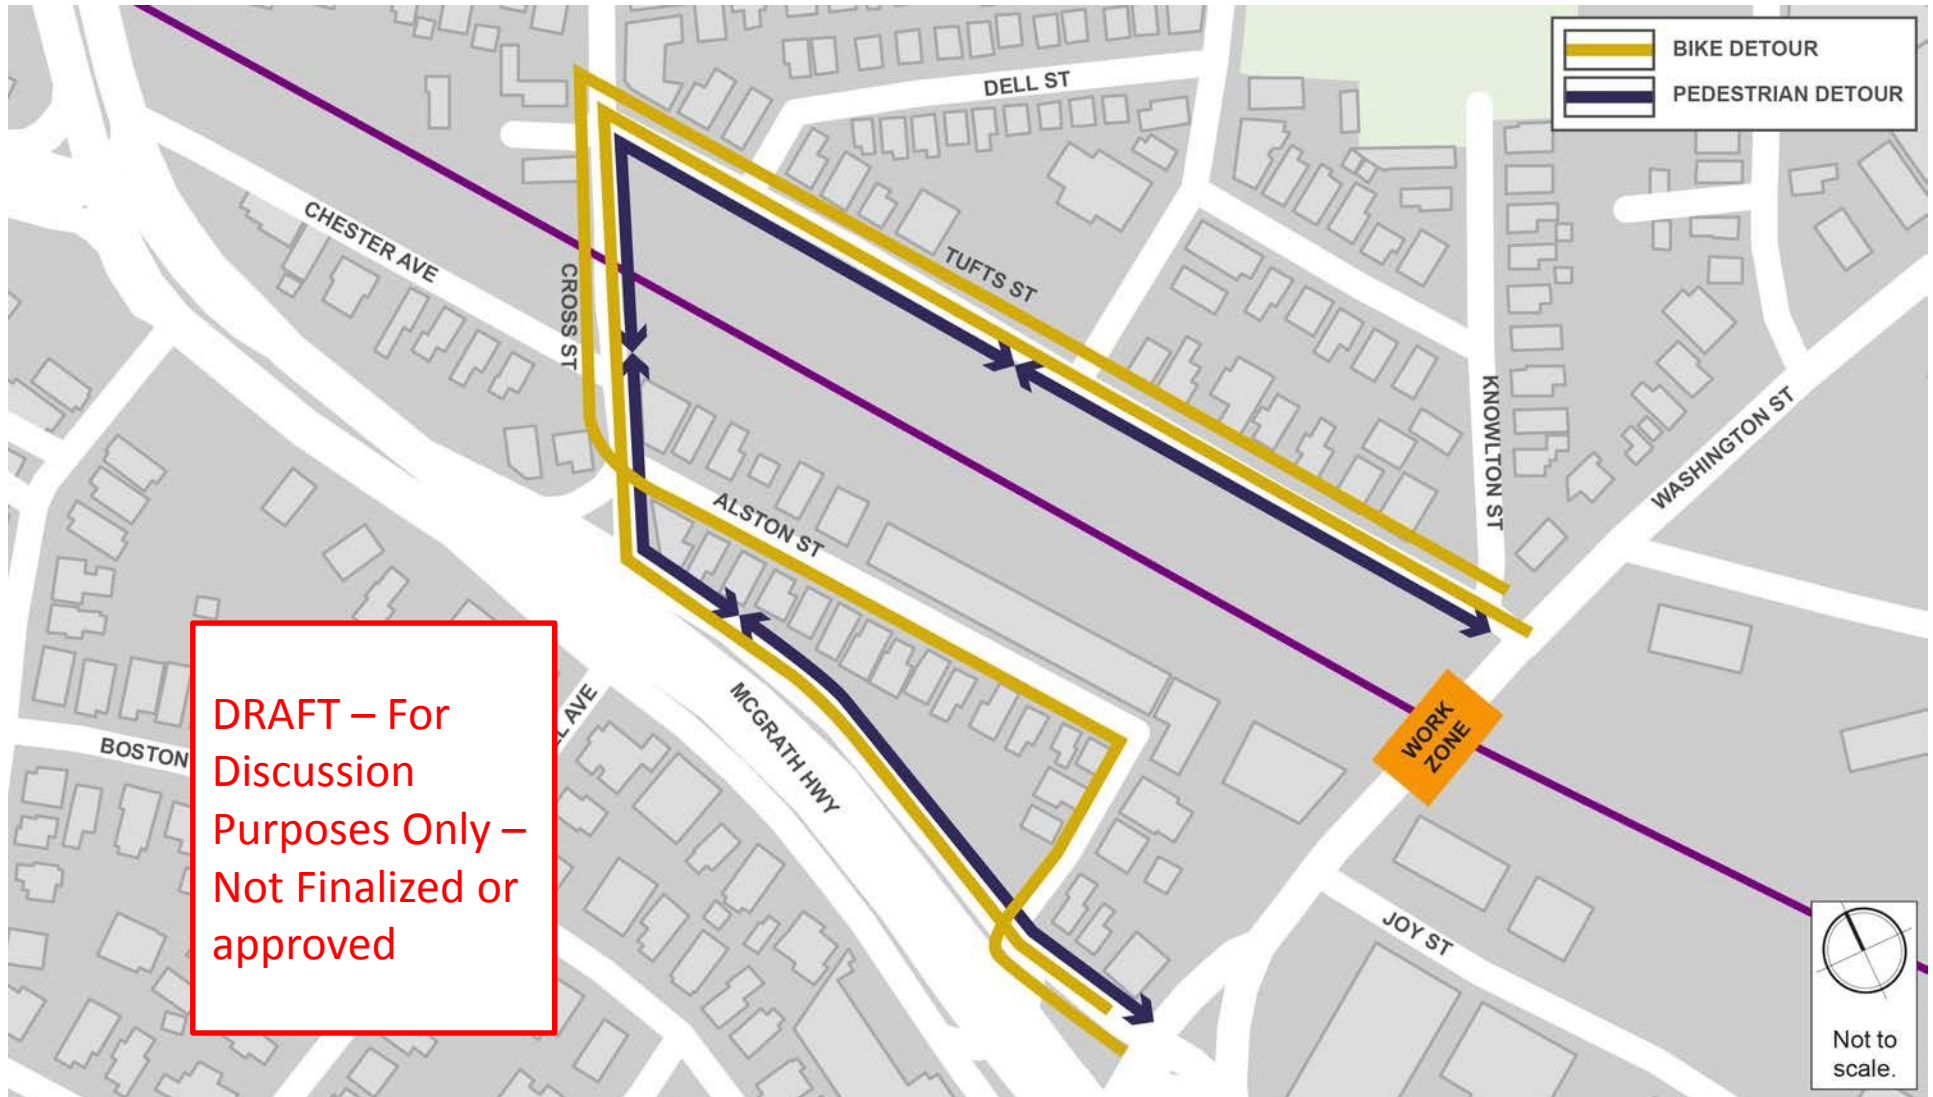 BIKE DETOUR
PEDESTRIAN DETOUR
DELL ST
CHESTER AVE
TUFTS ST
CROSS ST
KNOWLTON ST
WASHINGTON ST
ALSTON ST
MCGRATH HWY
WORK
ZONE
BOSTON
AVE
JOY ST
DRAFT – For
Discussion
Purposes Only –
Not Finalized or
approved
Not to
scale.